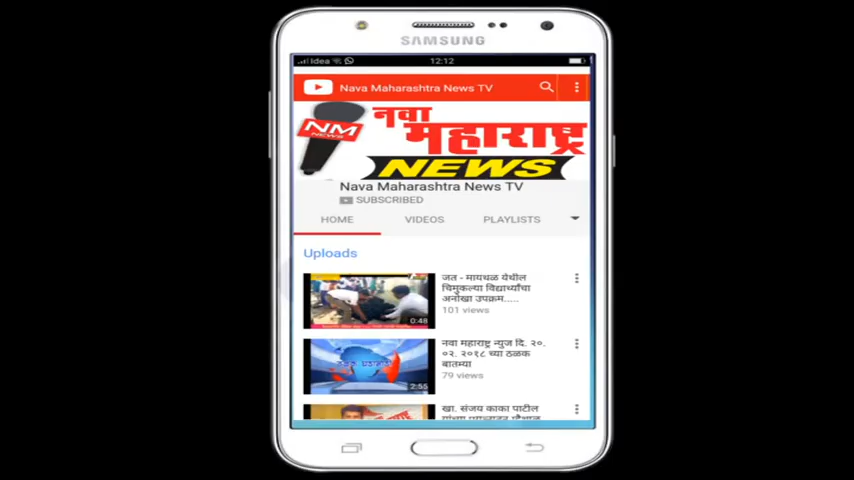 SAMSUNG
Idea 12:12
Nava Maharashtra News TV
NM
NEWS
नवा
महाराष्ट्र
NEWS
Nava Maharashtra News TV
SUBSCRIBED
HOME VIDEOS PLAYLISTS
Uploads
जत - मायथळ येथील
चिमुकल्या विद्यार्थ्यांचा
अनोखा उपक्रम.....
101 views
0:48
नवा महाराष्ट्र न्युज दि. २०.
०२. २०१८ च्या ठळक
बातम्या
79 views
2:55
खा. संजय काका पाटील